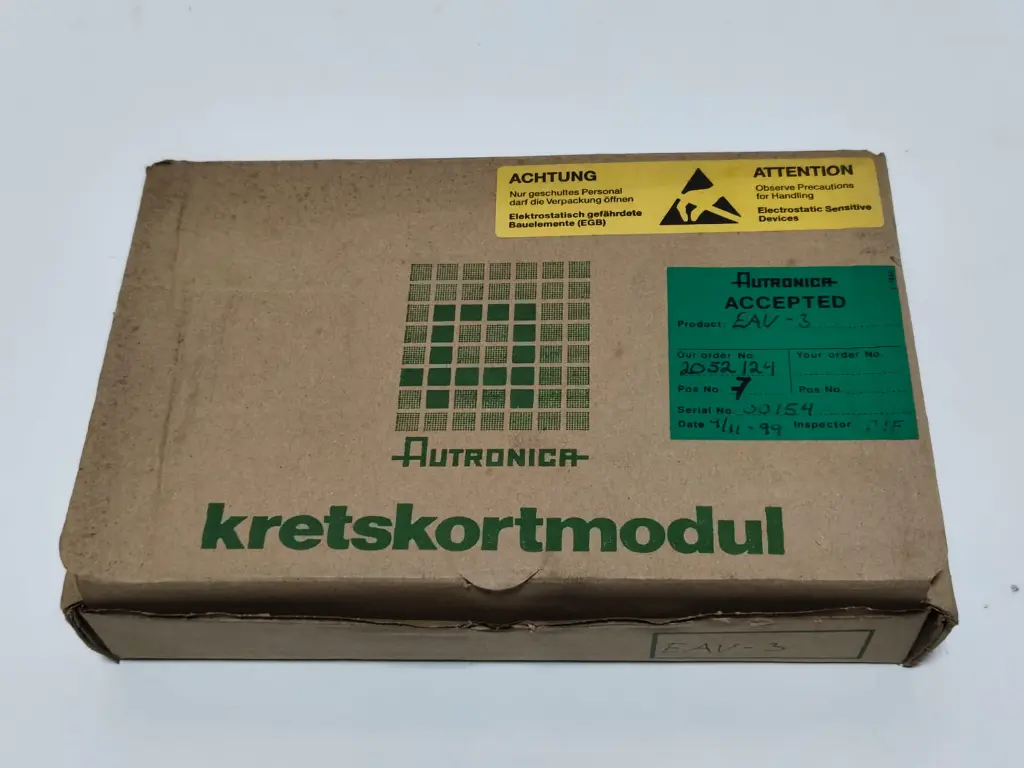 ACHTUNG
Nur geschultes Personal
darf die Verpackung öffnen
Elektrostatisch gefährdete
Bauelemente (EGB)
ATTENTION
Observe Precautions
for Handling
Electrostatic Sensitive
Devices
AUTRONICA
ACCEPTED
Product: EAV-3
Our order No.
2052124
Pos No. 7
Your order No.
Pos No.
Serial No. 00154
Date
Inspector
AUTRONICA
kretskortmodul
EAV-3